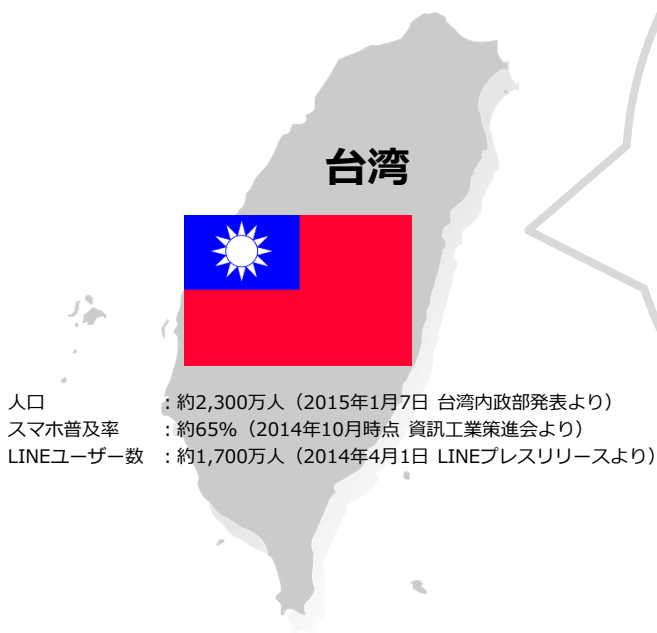 台湾
人口 ：約2,300万人（2015年1月7日 台湾内政部発表より）
スマホ普及率 ：約65%（2014年10月時点 資訊工業策進会より）
LINEユーザー数 ：約1,700万人（2014年4月1日 LINEプレスリリースより）